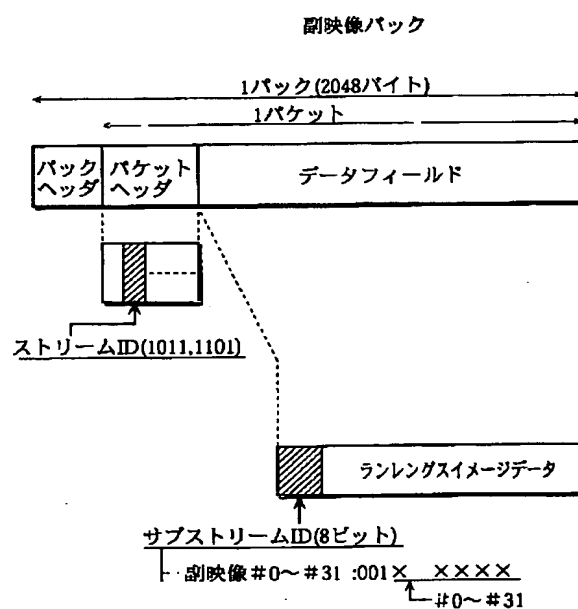 副映像パック
1パック(2048バイト)
1パケット
パック
ヘッダ
パケット
ヘッダ
データフィールド
ストリームID(1011,1101)
ランレングスイメージデータ
サブストリームID(8ビット)
副映像#0〜#31 :001× ××××
#0〜#31